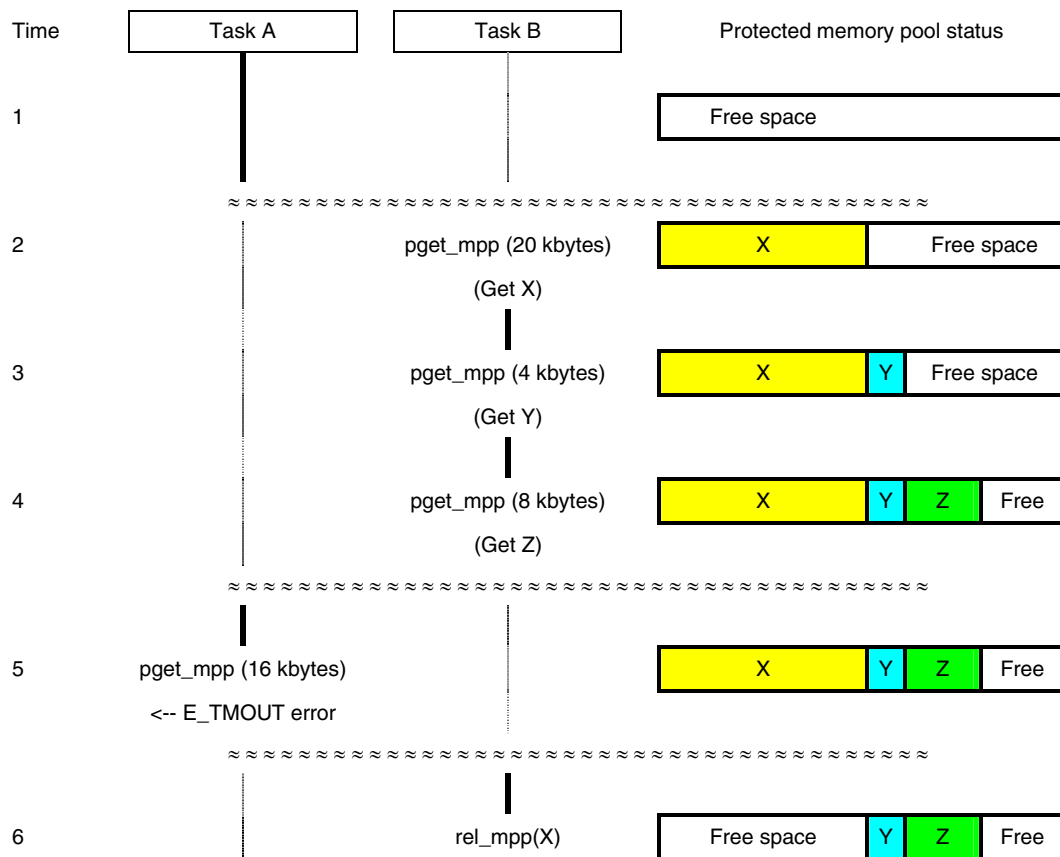 Time Task A Task B Protected memory pool status
1 Free space
≈ ≈ ≈ ≈ ≈ ≈ ≈ ≈ ≈ ≈ ≈ ≈ ≈ ≈ ≈ ≈ ≈ ≈ ≈ ≈ ≈ ≈ ≈ ≈ ≈ ≈ ≈ ≈ ≈ ≈ ≈ ≈ ≈ ≈ ≈ ≈ ≈ ≈ ≈ ≈
2 pget_mpp (20 kbytes) X Free space
(Get X)
3 pget_mpp (4 kbytes) X Y Free space
(Get Y)
4 pget_mpp (8 kbytes) X Y Z Free
(Get Z)
≈ ≈ ≈ ≈ ≈ ≈ ≈ ≈ ≈ ≈ ≈ ≈ ≈ ≈ ≈ ≈ ≈ ≈ ≈ ≈ ≈ ≈ ≈ ≈ ≈ ≈ ≈ ≈ ≈ ≈ ≈ ≈ ≈ ≈ ≈ ≈ ≈ ≈ ≈ ≈
5 pget_mpp (16 kbytes) X Y Z Free
<-- E_TMOUT error
≈ ≈ ≈ ≈ ≈ ≈ ≈ ≈ ≈ ≈ ≈ ≈ ≈ ≈ ≈ ≈ ≈ ≈ ≈ ≈ ≈ ≈ ≈ ≈ ≈ ≈ ≈ ≈ ≈ ≈ ≈ ≈ ≈ ≈ ≈ ≈ ≈ ≈ ≈ ≈
6 rel_mpp(X) Free space Y Z Free